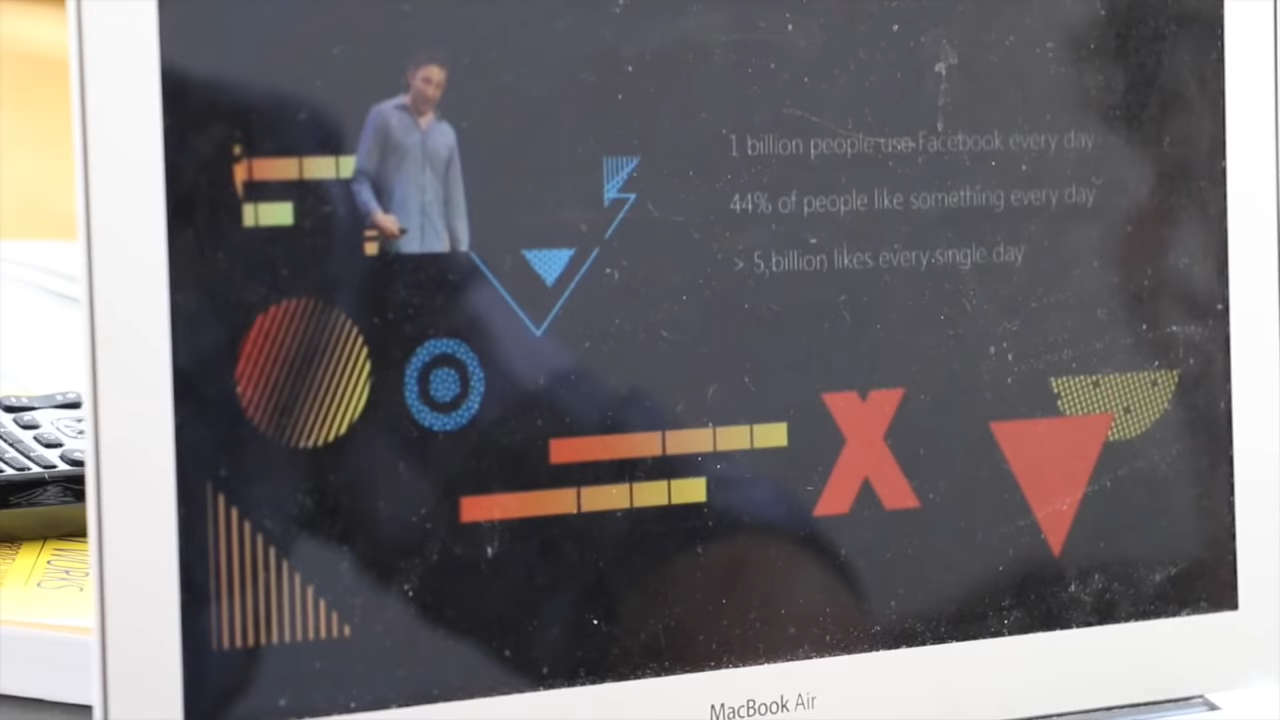 1 billion people use Facebook every day
44% of people like something every day
> 5 billion likes every single day
X
WORKS
MacBook Air